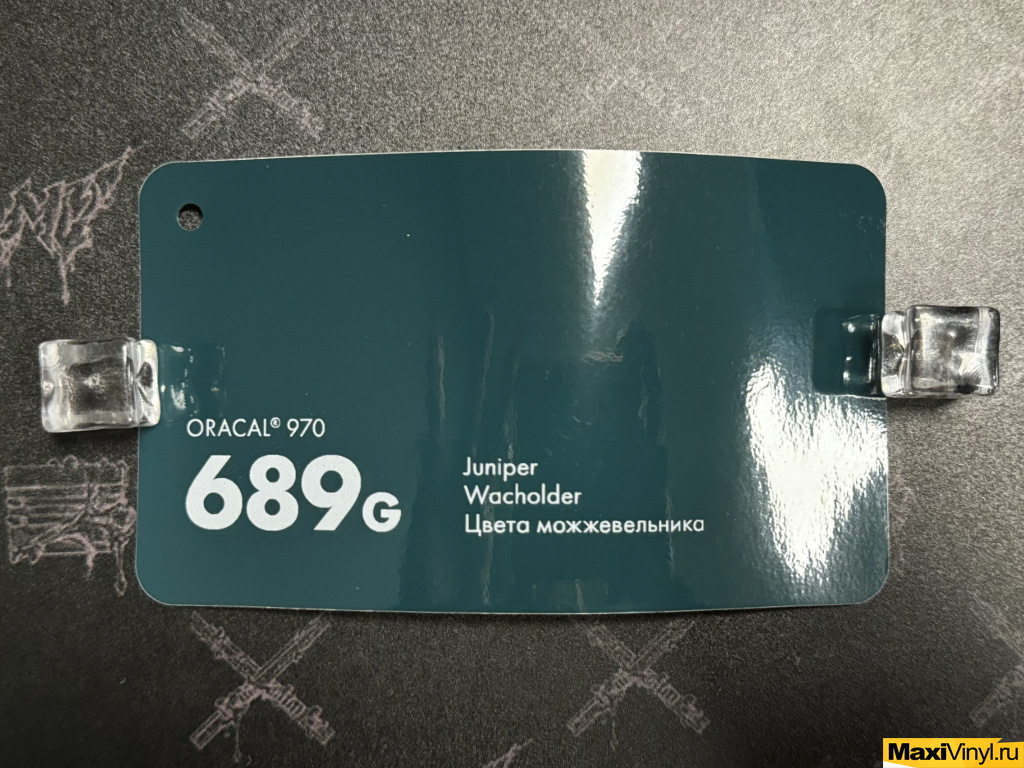 ORACAL® 970
689G
Juniper
Wacholder
Цвета можжевельника
MaxiVinyl.ru